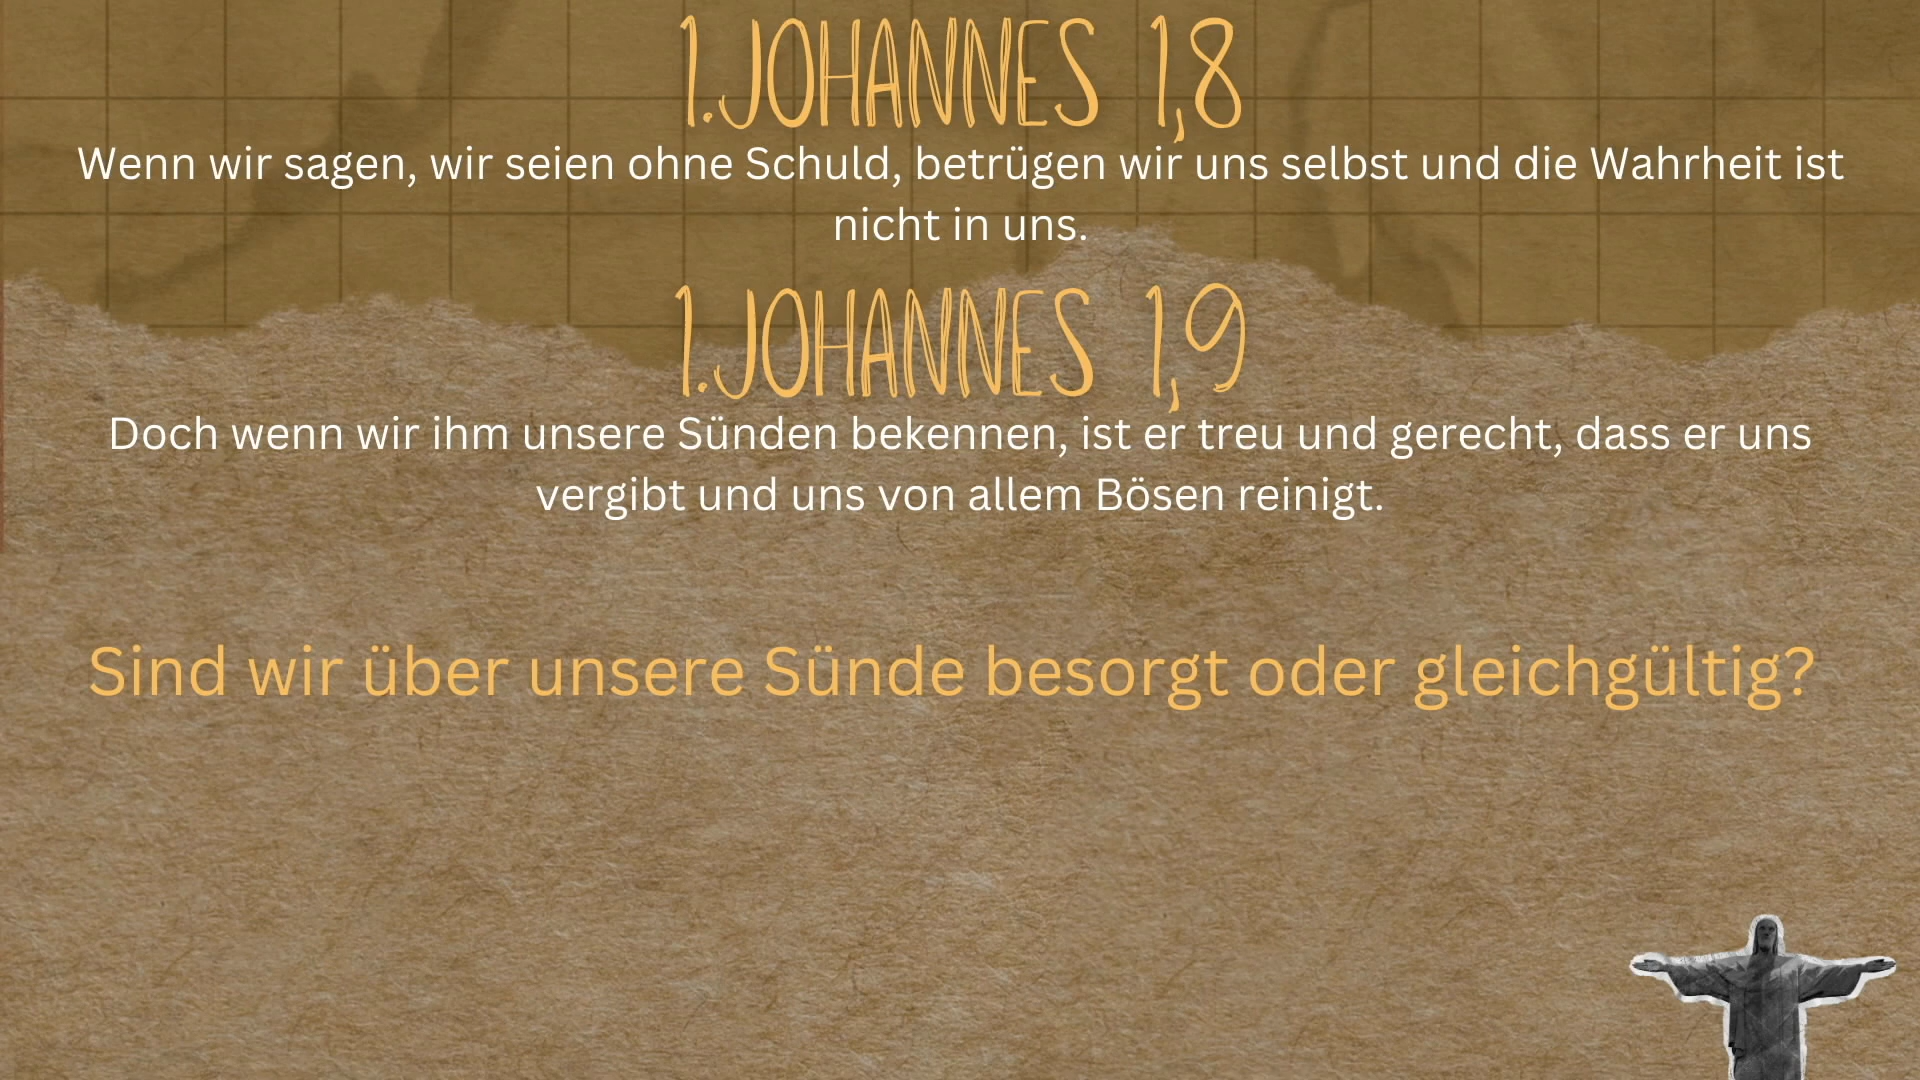 1.JOHANNES 1,8
Wenn wir sagen, wir seien ohne Schuld, betrügen wir uns selbst und die Wahrheit ist
nicht in uns.
1.JOHANNES 1,9
Doch wenn wir ihm unsere Sünden bekennen, ist er treu und gerecht, dass er uns
vergibt und uns von allem Bösen reinigt.
Sind wir über unsere Sünde besorgt oder gleichgültig?